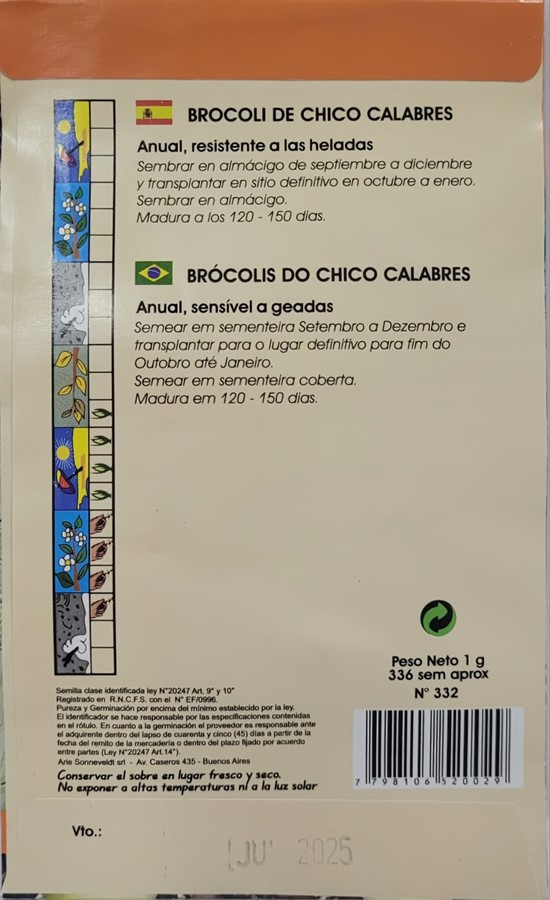 BROCOLI DE CHICO CALABRES
Anual, resistente a las heladas
Sembrar en almácigo de septiembre a diciembre
y transplantar en sitio definitivo en octubre a enero.
Sembrar en almácigo.
Madura a los 120 - 150 dias.
BRÓCOLIS DO CHICO CALABRES
Anual, sensível a geadas
Semear em sementeira Setembro a Dezembro e
transplantar para o lugar definitivo para fim do
Outobro até Janeiro.
Semear em sementeira coberta.
Madura em 120 - 150 dias.
Peso Neto 1 g
336 sem aprox
N° 332
7 798106 520029
Semilla clase identificada ley N°20247 Art. 9° y 10°
Registrado en R.N.C.F.S. con el N° EF/0996.
Pureza y Germinación por encima del mínimo establecido por la ley.
El identificador se hace responsable por las especificaciones contenidas
en el rótulo. En cuanto a la germinación el proveedor es responsable ante
el adquirente dentro del lapso de cuarenta y cinco (45) dias a partir de la
fecha del remito de la mercadería o dentro del plazo fijado por acuerdo
entre partes (Ley N°20247 Art.14°).
Arie Sonneveldt srl - Av. Caseros 435 - Buenos Aires
Conservar el sobre en lugar fresco y seco.
No exponer a altas temperaturas ni a la luz solar
Vto.:
JU 2025